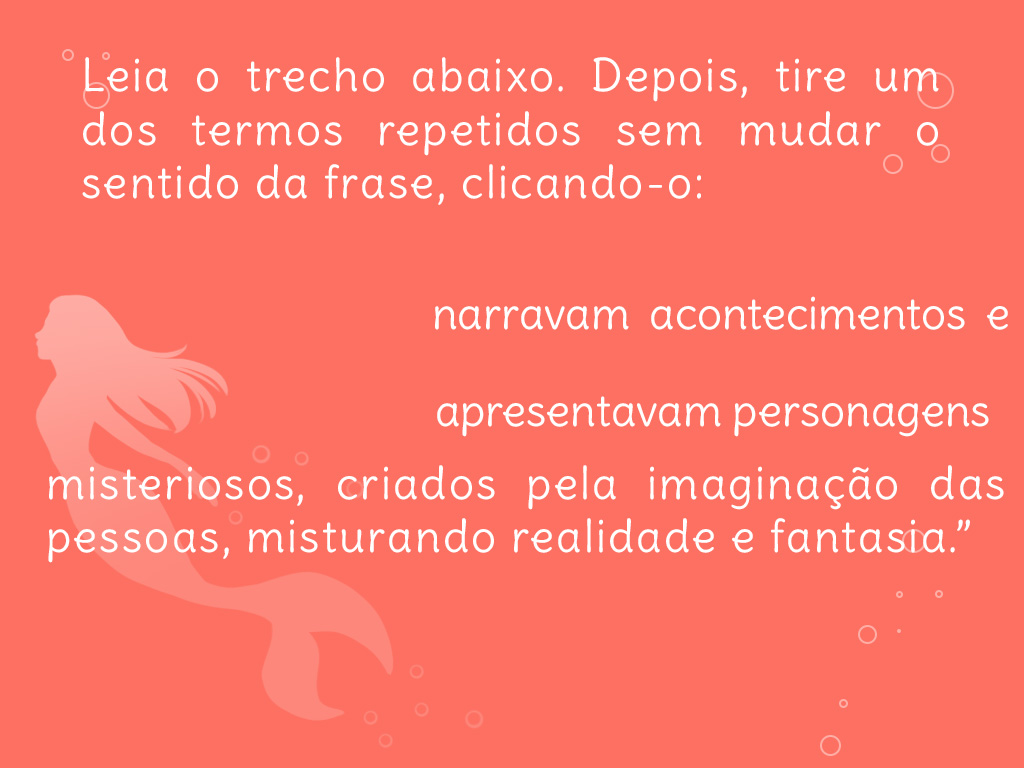 Leia o trecho abaixo. Depois, tire um
dos termos repetidos sem mudar o
sentido da frase, clicando-o:
narravam acontecimentos e
apresentavam personagens
misteriosos, criados pela imaginação das
pessoas, misturando realidade e fantasia.”